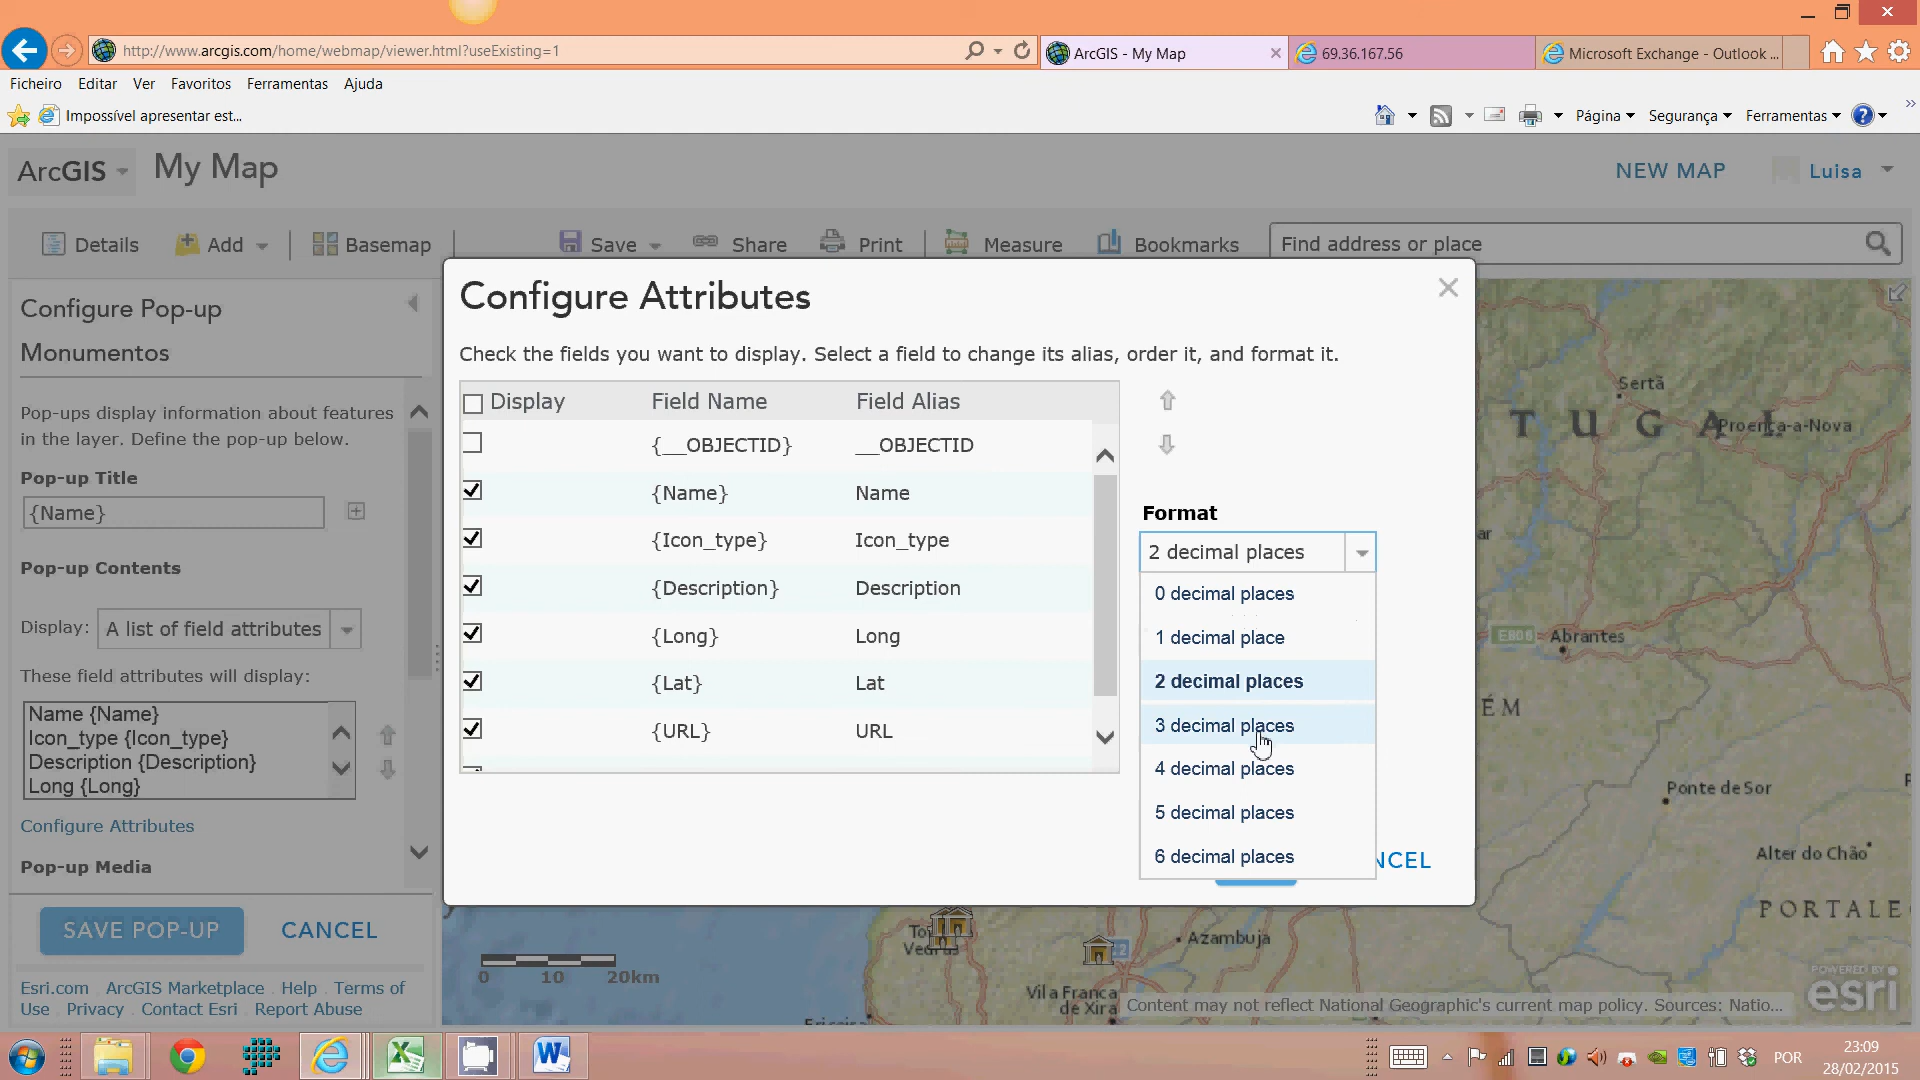 http://www.arcgis.com/home/webmap/viewer.html?useExisting=1
ArcGIS - My Map
69.36.167.56
Microsoft Exchange - Outlook ...
Ficheiro Editar Ver Favoritos Ferramentas Ajuda
Impossível apresentar est...
Página Segurança Ferramentas
ArcGIS My Map
NEW MAP Luisa
Details Add Basemap Save Share Print Measure Bookmarks
Find address or place
Configure Pop-up
Monumentos
Pop-ups display information about features
in the layer. Define the pop-up below.
Pop-up Title
{Name}
Pop-up Contents
Display: A list of field attributes
These field attributes will display:
Name {Name}
Icon_type {Icon_type}
Description {Description}
Long {Long}
Configure Attributes
Pop-up Media
SAVE POP-UP CANCEL
Esri.com . ArcGIS Marketplace . Help . Terms of
Use . Privacy . Contact Esri . Report Abuse
Configure Attributes
Check the fields you want to display. Select a field to change its alias, order it, and format it.
Display Field Name Field Alias
{__OBJECTID} __OBJECTID
{Name} Name
{Icon_type} Icon_type
{Description} Description
{Long} Long
{Lat} Lat
{URL} URL
Format
2 decimal places
0 decimal places
1 decimal place
2 decimal places
3 decimal places
4 decimal places
5 decimal places
6 decimal places
NCEL
Sertã
T U G A L
Proença-a-Nova
E806 Abrantes
ÉM
Ponte de Sor
Alter do Chão
PORTALE
Azambuja
Vila Franca
de Xira
0 10 20km
POWERED BY
esri
Content may not reflect National Geographic's current map policy. Sources: Natio...
POR
23:09
28/02/2015